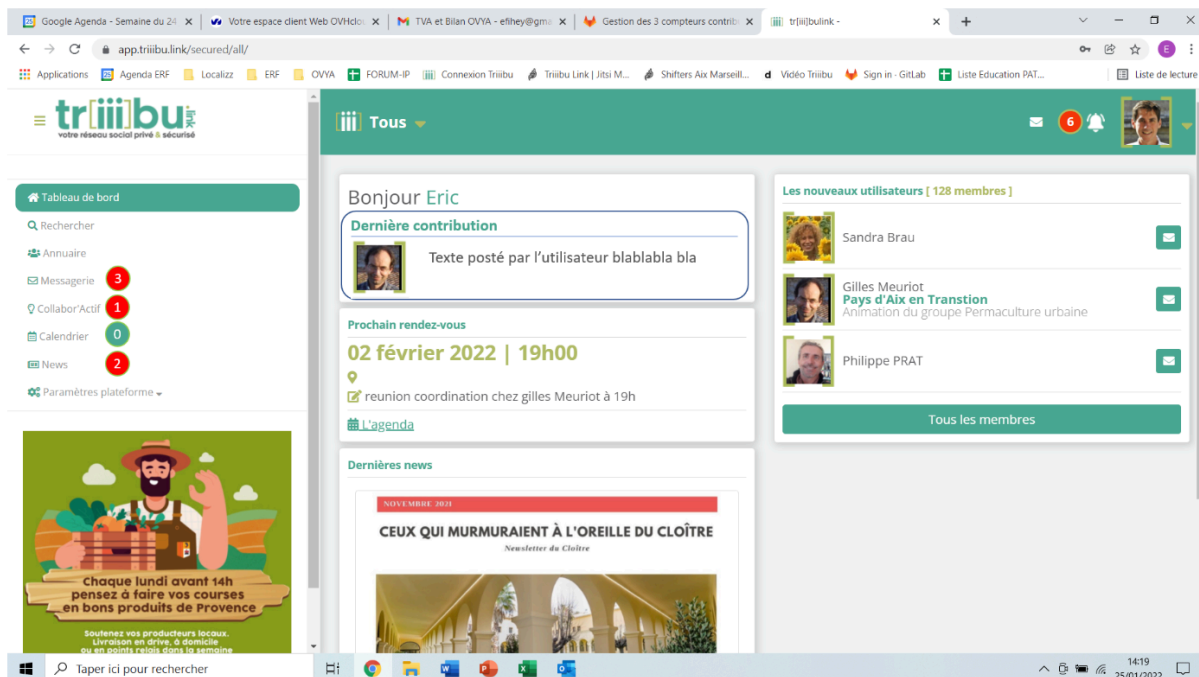 Google Agenda - Semaine du 24
Votre espace client Web OVHclou
TVA et Bilan OVYA - efihey@gma
Gestion des 3 compteurs contrib
tr[iii]bulink -
app.triiibu.link/secured/all/
E
Applications
Agenda ERF
Localizz
ERF
OVYA
FORUM-IP
Connexion Triiibu
Triiibu Link | Jitsi M...
Shifters Aix Marseill...
Vidéo Triiibu
Sign in · GitLab
Liste Education PAT...
Liste de lecture
tr[iii]bu link
votre réseau social privé & sécurisé
[iii] Tous
6
Tableau de bord
Rechercher
Annuaire
Messagerie 3
Collabor'Actif 1
Calendrier 0
News 2
Paramètres plateforme
Chaque lundi avant 14h
pensez à faire vos courses
en bons produits de Provence
Soutenez vos producteurs locaux.
Livraison en drive, à domicile
ou en points relais dans la semaine
Bonjour Eric
Dernière contribution
Texte posté par l'utilisateur blablabla bla
Prochain rendez-vous
02 février 2022 | 19h00
reunion coordination chez gilles Meuriot à 19h
L'agenda
Dernières news
NOVEMBRE 2021
CEUX QUI MURMURAIENT À L'OREILLE DU CLOÎTRE
Newsletter du Cloître
Les nouveaux utilisateurs [ 128 membres ]
Sandra Brau
Gilles Meuriot
Pays d'Aix en Transtion
Animation du groupe Permaculture urbaine
Philippe PRAT
Tous les membres
Taper ici pour rechercher
14:19
25/01/2022